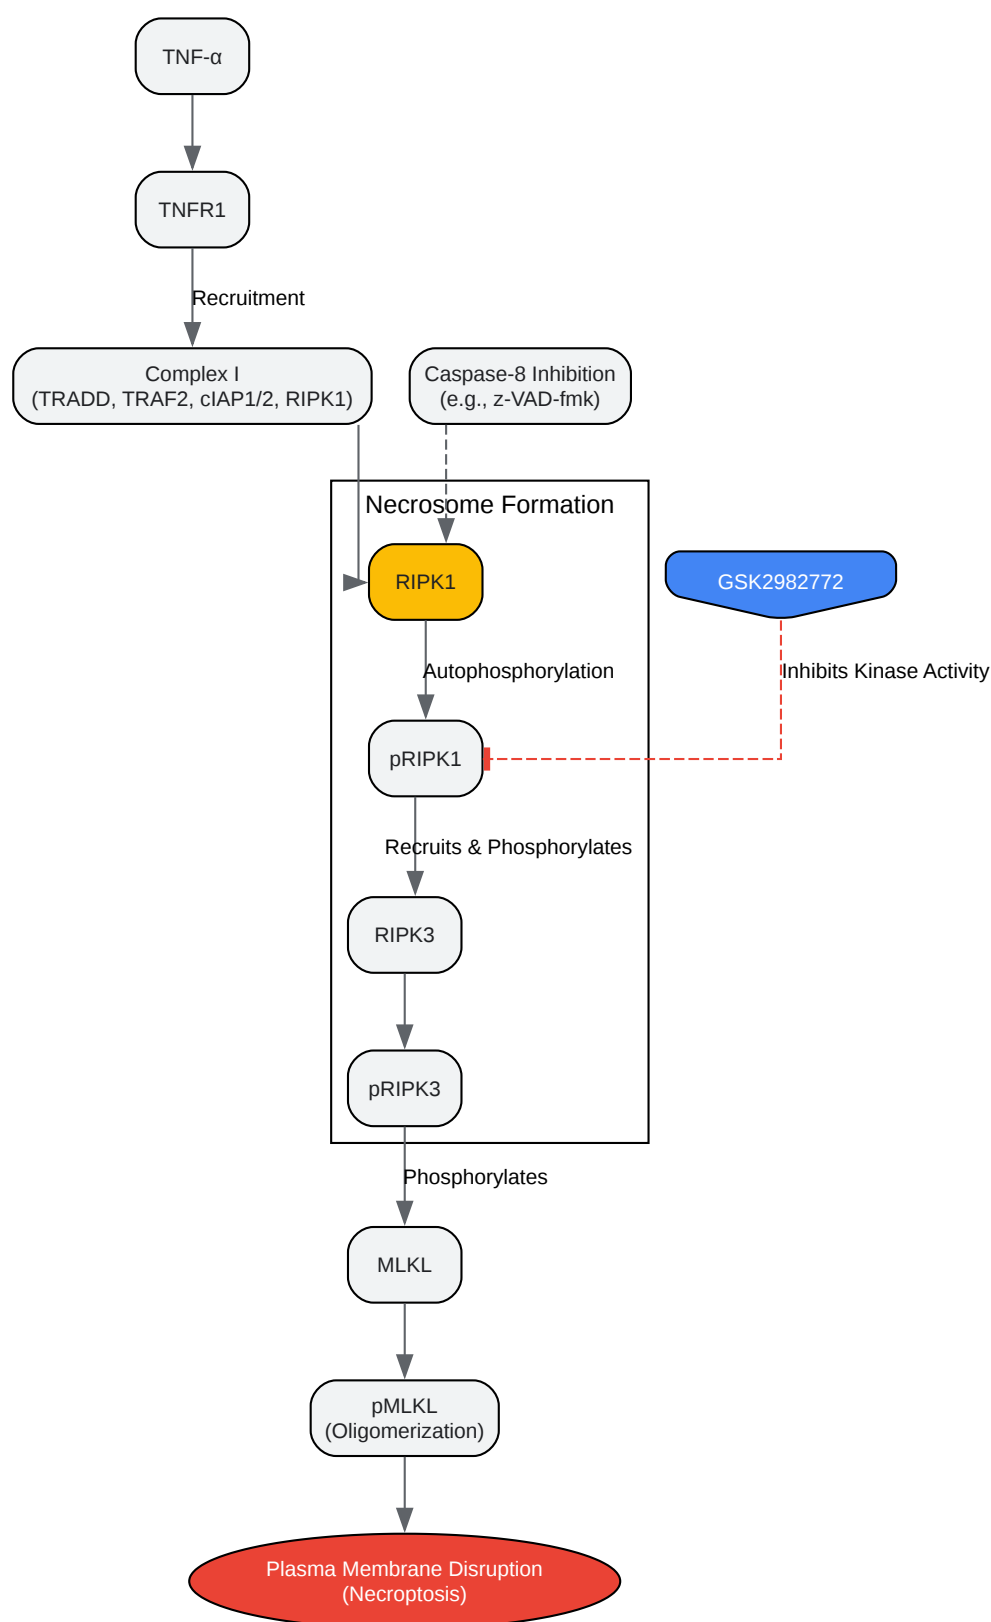 TNF-α
TNFR1
Recruitment
Complex I
(TRADD, TRAF2, cIAP1/2, RIPK1)
Caspase-8 Inhibition
(e.g., z-VAD-fmk)
Necrosome Formation
RIPK1
GSK2982772
Autophosphorylation
Inhibits Kinase Activity
pRIPK1
Recruits & Phosphorylates
RIPK3
pRIPK3
Phosphorylates
MLKL
pMLKL
(Oligomerization)
Plasma Membrane Disruption
(Necroptosis)